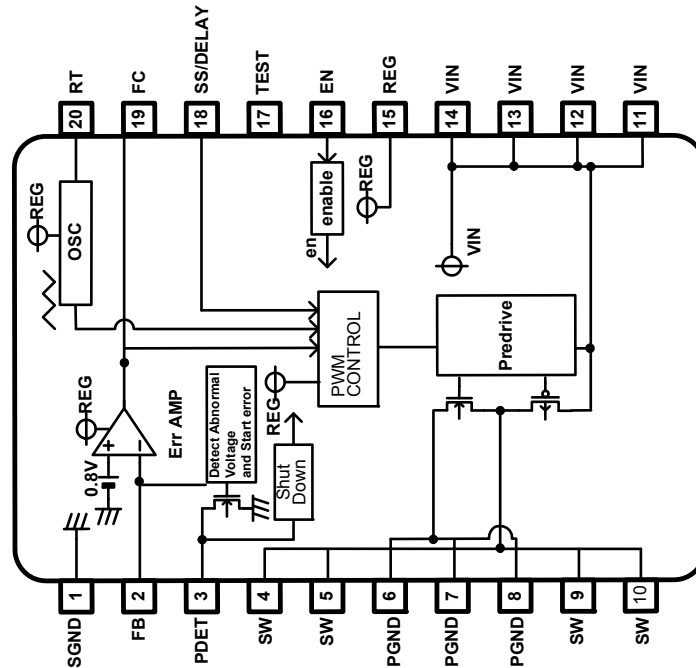 RT
FC
SS/DELAY
TEST
EN
REG
VIN
VIN
VIN
VIN
20
19
18
17
16
15
14
13
12
11
REG
OSC
REG
enable
en
VIN
REG
Err AMP
+
−
0.8V
Detect Abnormal
Voltage
and Start error
REG
PWM
CONTROL
Predrive
Shut
Down
1
2
3
4
5
6
7
8
9
10
SGND
FB
PDET
SW
SW
PGND
PGND
PGND
SW
SW